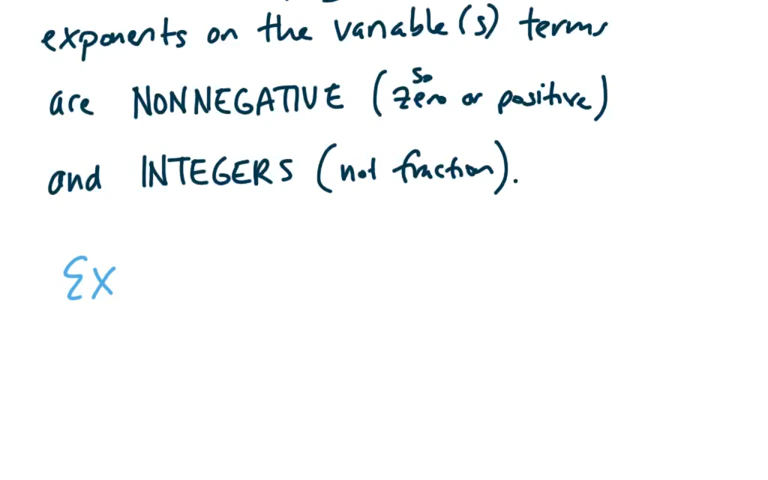 exponents on the variable(s) terms
are NONNEGATIVE (so zero or positive)
and INTEGERS (not fraction).
Ex